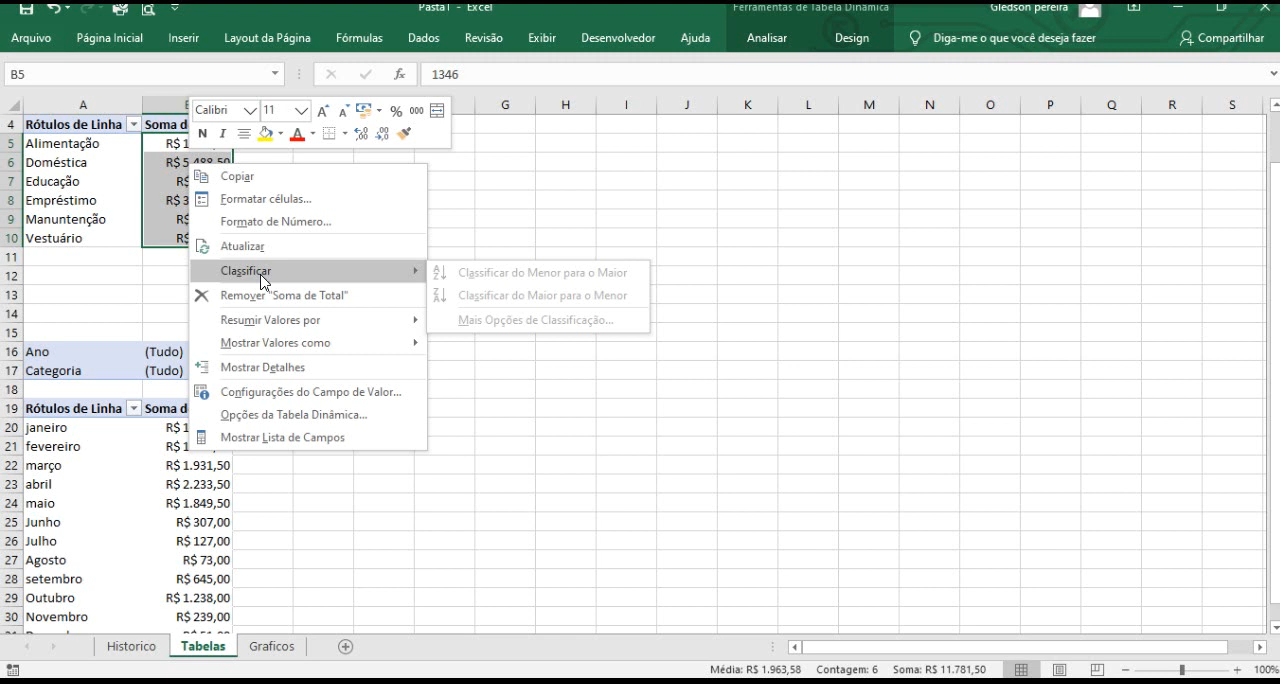 Pasta1 - Excel
Ferramentas de Tabela Dinâmica
Gledson pereira
Arquivo Página Inicial Inserir Layout da Página Fórmulas Dados Revisão Exibir Desenvolvedor Ajuda Analisar Design Diga-me o que você deseja fazer Compartilhar
B5 fx 1346
Calibri 11 % 000
N I A
A G H I J K L M N O P Q R S
4 Rótulos de Linha Soma d
5 Alimentação R$ 1
6 Doméstica R$ 5.488,50
7 Educação R$
8 Empréstimo R$ 3
9 Manuntenção R$
10 Vestuário R$
11
12
13
14
15
16 Ano (Tudo)
17 Categoria (Tudo)
18
19 Rótulos de Linha Soma d
20 janeiro R$ 1
21 fevereiro R$ 1
22 março R$ 1.931,50
23 abril R$ 2.233,50
24 maio R$ 1.849,50
25 Junho R$ 307,00
26 Julho R$ 127,00
27 Agosto R$ 73,00
28 setembro R$ 645,00
29 Outubro R$ 1.238,00
30 Novembro R$ 239,00
Copiar
Formatar células...
Formato de Número...
Atualizar
Classificar
Remover "Soma de Total"
Resumir Valores por
Mostrar Valores como
Mostrar Detalhes
Configurações do Campo de Valor...
Opções da Tabela Dinâmica...
Mostrar Lista de Campos
Classificar do Menor para o Maior
Classificar do Maior para o Menor
Mais Opções de Classificação...
Historico Tabelas Graficos
Média: R$ 1.963,58 Contagem: 6 Soma: R$ 11.781,50 100%